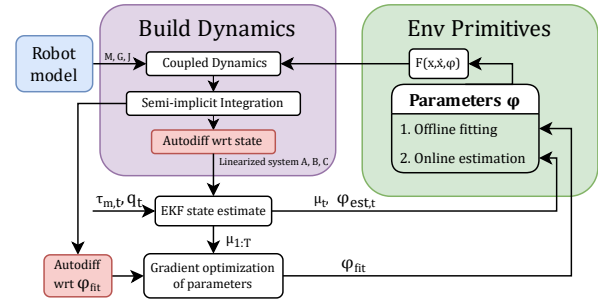 Build Dynamics
Env Primitives
Robot
model
M, G, J
Coupled Dynamics
F(x,ẋ,φ)
Semi-implicit Integration
Parameters φ
1. Offline fitting
2. Online estimation
Autodiff wrt state
Linearized system A, B, C
τm,t, qt
EKF state estimate
μt, φest,t
μ1:T
Autodiff
wrt φfit
Gradient optimization
of parameters
φfit